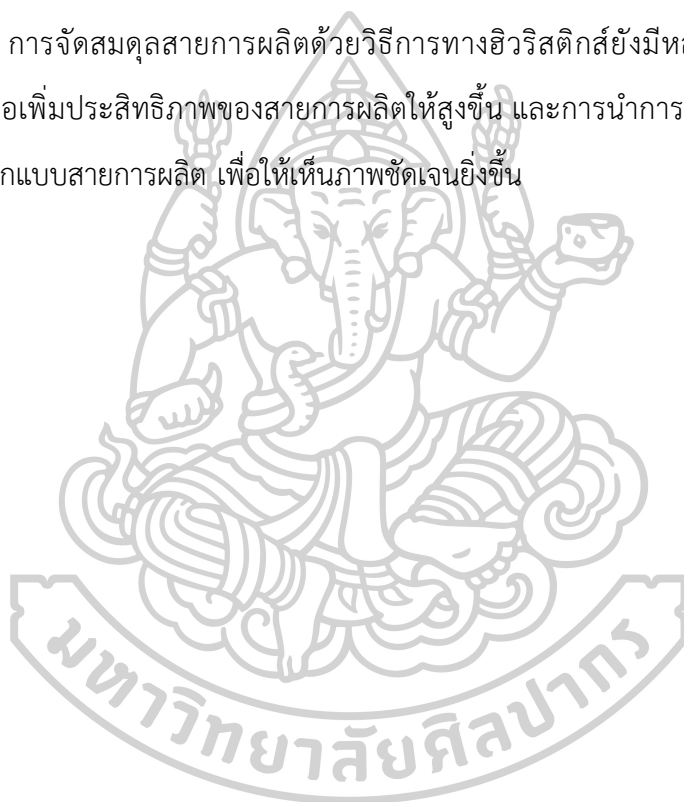 การจัดสมดุลสายการผลิตด้วยวิธีการทางฮิวริสติกส์ยังมีห
อเพิ่มประสิทธิภาพของสายการผลิตให้สูงขึ้น และการนำการ
กแบบสายการผลิต เพื่อให้เห็นภาพชัดเจนยิ่งขึ้น
มหาวิทยาลัยศิลปากร